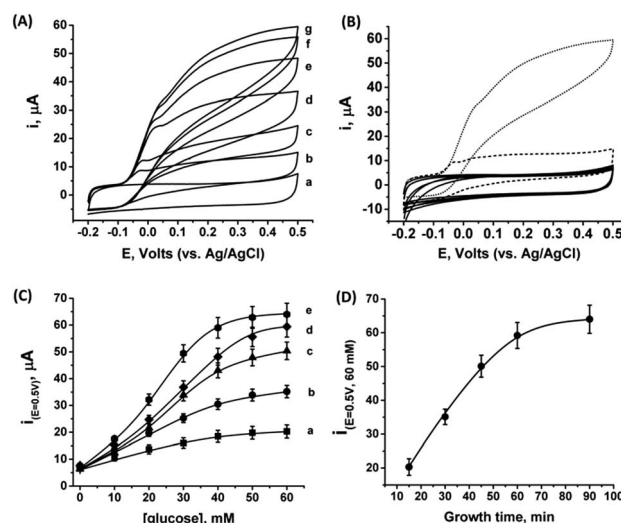 (A)
60
50
40
30
20
10
0
i, μA
g
f
e
d
c
b
a
-0.2 -0.1 0.0 0.1 0.2 0.3 0.4 0.5
E, Volts (vs. Ag/AgCl)
(B)
60
50
40
30
20
10
0
-10
i, μA
-0.2 -0.1 0.0 0.1 0.2 0.3 0.4 0.5
E, Volts (vs. Ag/AgCl)
(C)
70
60
50
40
30
20
10
0
i(E=0.5V), μA
e
d
c
b
a
0 10 20 30 40 50 60
[glucose], mM
(D)
70
60
50
40
30
20
i(E=0.5V, 60 mM)
10 20 30 40 50 60 70 80 90 100
Growth time, min